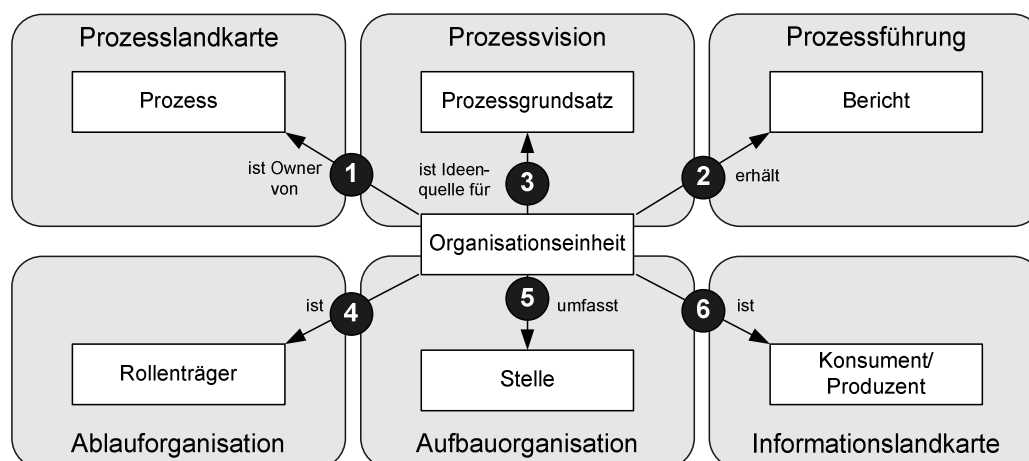 Prozesslandkarte
Prozessvision
Prozessführung
Prozess
Prozessgrundsatz
Bericht
ist Owner
von
1
ist Ideen-
quelle für
3
2
erhält
Organisationseinheit
ist
4
5
umfasst
6
ist
Rollenträger
Stelle
Konsument/
Produzent
Ablauforganisation
Aufbauorganisation
Informationslandkarte